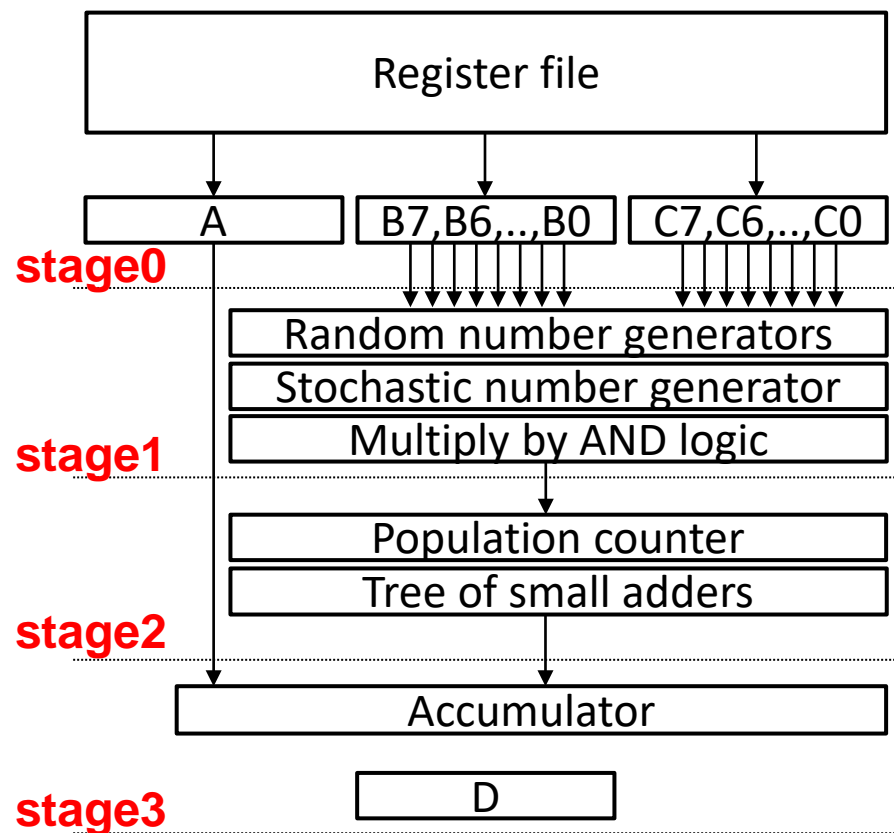 Register file
A
B7,B6,..,B0
C7,C6,..,C0
stage0
Random number generators
Stochastic number generator
Multiply by AND logic
stage1
Population counter
Tree of small adders
stage2
Accumulator
D
stage3